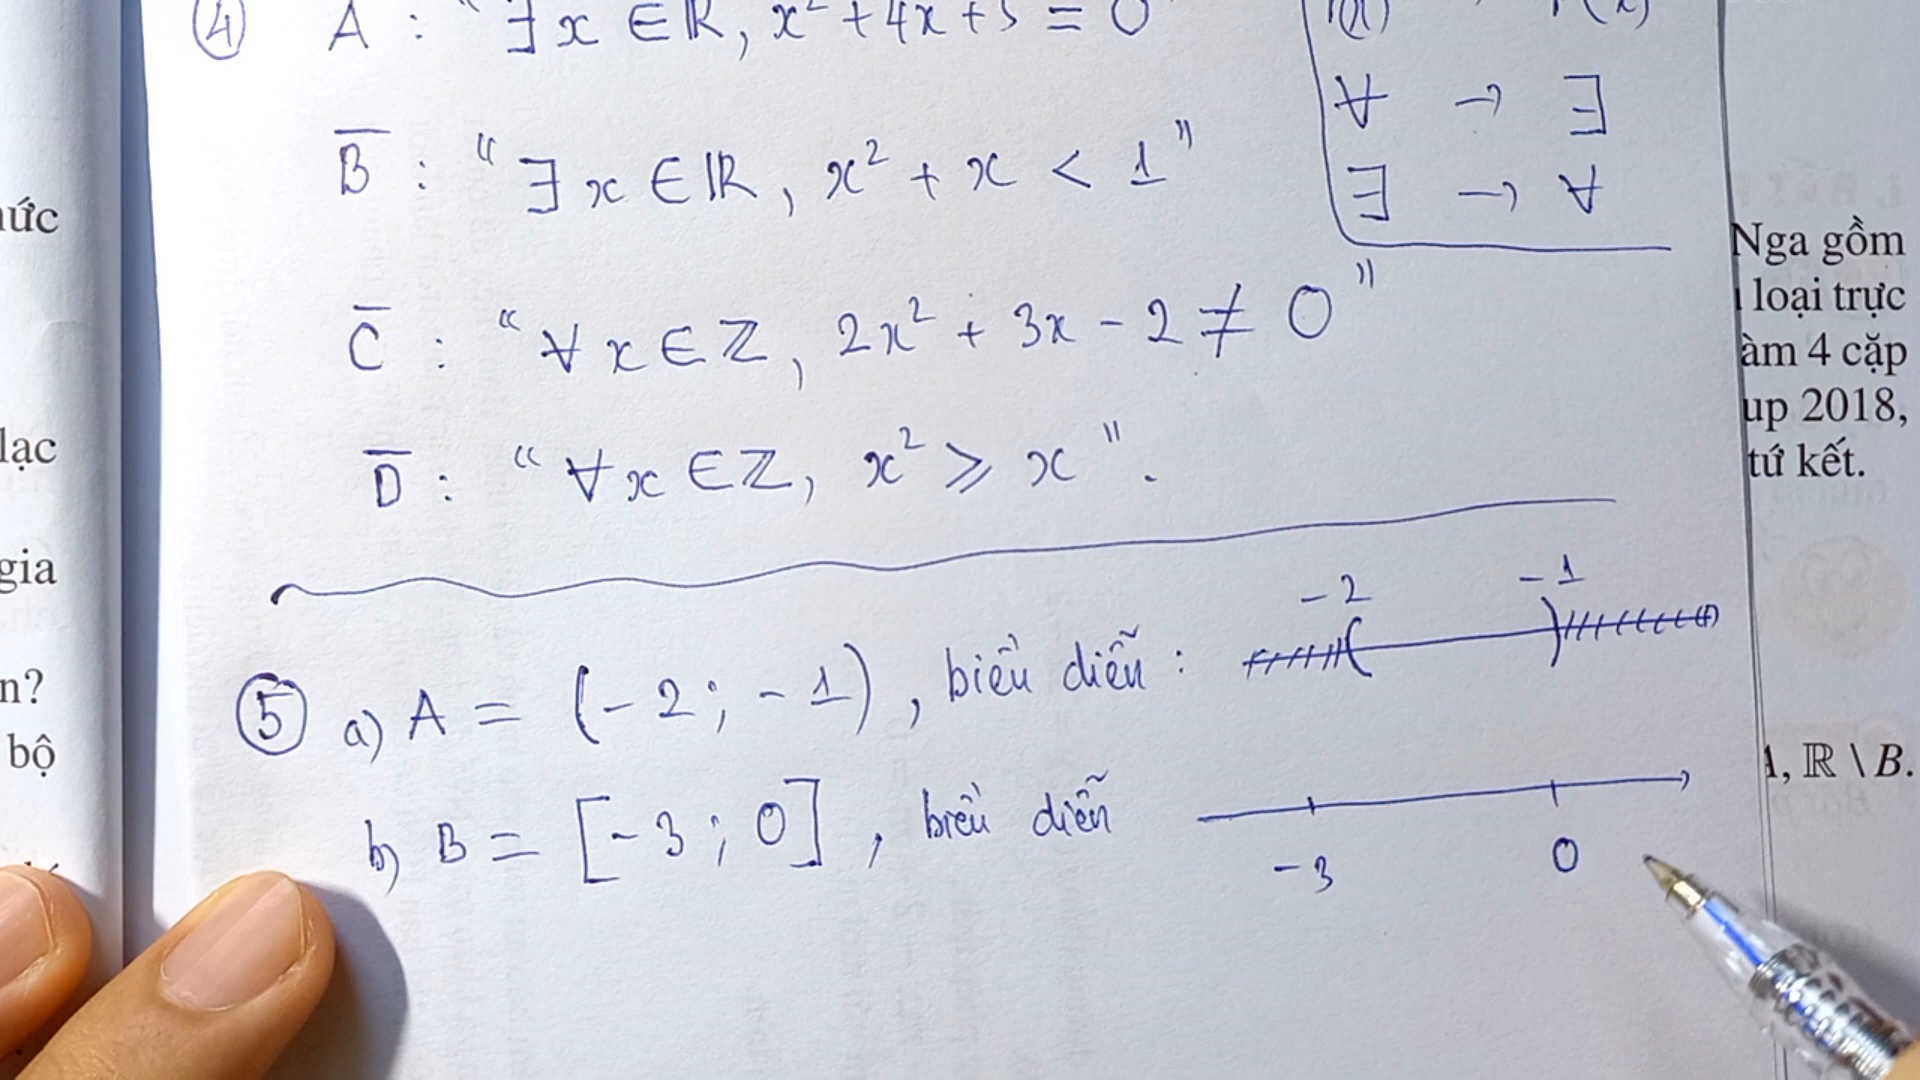 ④ A : “∃x ∈ ℝ, x² + 4x + 5 = 0
B̅ : “∃x ∈ ℝ, x² + x < 1”
C̅ : “∀x ∈ ℤ, 2x² + 3x - 2 ≠ 0”
D̅ : “∀x ∈ ℤ, x² ⩾ x”.
∀ → ∃
∃ → ∀
⑤ a) A = (-2; -1), biểu diễn :
-2 -1
b) B = [-3; 0], biểu diễn
-3 0
lạc
gia
n?
bộ
Nga gồm
loại trực
àm 4 cặp
up 2018,
tứ kết.
, ℝ \ B.